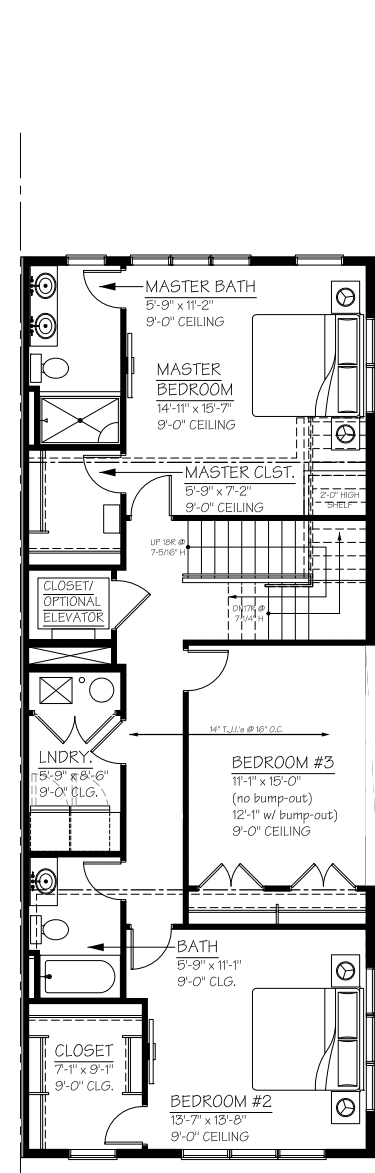 MASTER BATH
5'-9" x 11'-2"
9'-0" CEILING
MASTER
BEDROOM
14'-11" x 15'-7"
9'-0" CEILING
MASTER CLST.
5'-9" x 7'-2"
9'-0" CEILING
2'-0" HIGH
SHELF
UP 18R @
7-5/16" H
CLOSET/
OPTIONAL
ELEVATOR
DN 17R @
7-1/4" H
14" T.J.I.'s @ 16" O.C.
LNDRY.
5'-9" x 8'-6"
9'-0" CLG.
BEDROOM #3
11'-1" x 15'-0"
(no bump-out)
12'-1" w/ bump-out)
9'-0" CEILING
BATH
5'-9" x 11'-1"
9'-0" CLG.
CLOSET
7'-1" x 9'-1"
9'-0" CLG.
BEDROOM #2
13'-7" x 13'-8"
9'-0" CEILING